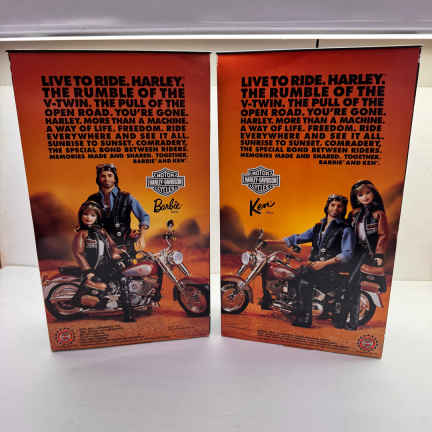 LIVE TO RIDE. HARLEY.
THE RUMBLE OF THE
V-TWIN. THE PULL OF THE
OPEN ROAD. YOU'RE GONE.
HARLEY. MORE THAN A MACHINE.
A WAY OF LIFE. FREEDOM. RIDE
EVERYWHERE AND SEE IT ALL.
SUNRISE TO SUNSET. COMRADERY,
THE SPECIAL BOND BETWEEN RIDERS.
MEMORIES MADE AND SHARED. TOGETHER.
BARBIE AND KEN.
MOTOR
HARLEY-DAVIDSON
CYCLES
Barbie
LIVE TO RIDE. HARLEY.
THE RUMBLE OF THE
V-TWIN. THE PULL OF THE
OPEN ROAD. YOU'RE GONE.
HARLEY. MORE THAN A MACHINE.
A WAY OF LIFE. FREEDOM. RIDE
EVERYWHERE AND SEE IT ALL.
SUNRISE TO SUNSET. COMRADERY,
THE SPECIAL BOND BETWEEN RIDERS.
MEMORIES MADE AND SHARED. TOGETHER.
BARBIE AND KEN.
MOTOR
HARLEY-DAVIDSON
CYCLES
Ken